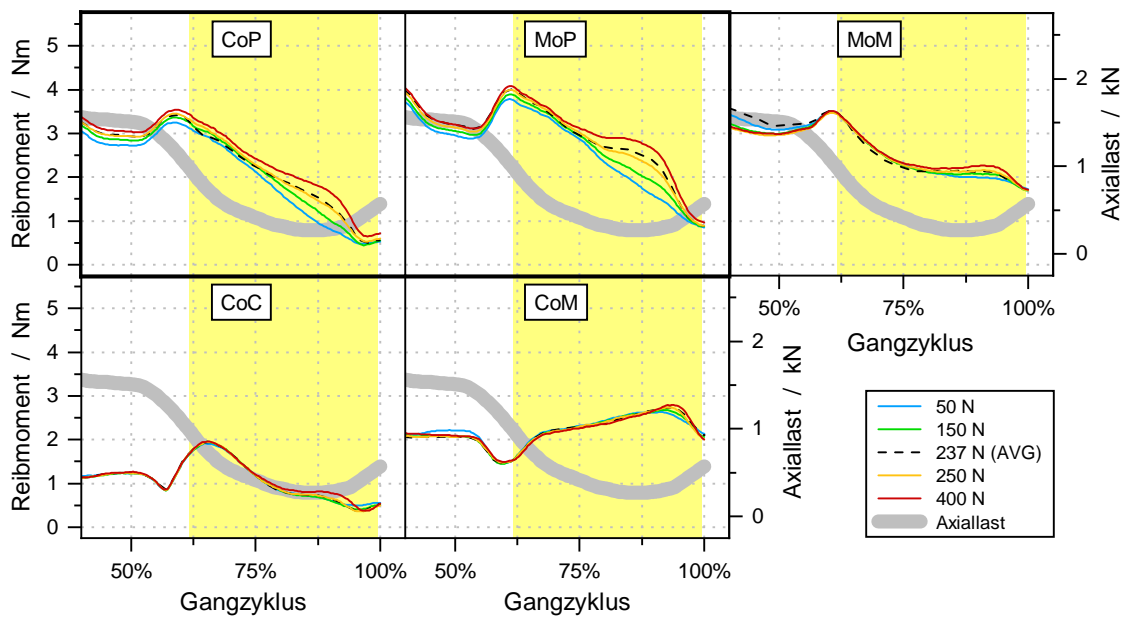 CoP
MoP
MoM
Reibmoment / Nm
5
4
3
2
1
0
2
1
0
Axiallast / kN
50%
75%
100%
Gangzyklus
CoC
CoM
Reibmoment / Nm
5
4
3
2
1
0
2
1
0
Axiallast / kN
50%
75%
100%
50%
75%
100%
Gangzyklus
Gangzyklus
50 N
150 N
237 N (AVG)
250 N
400 N
Axiallast